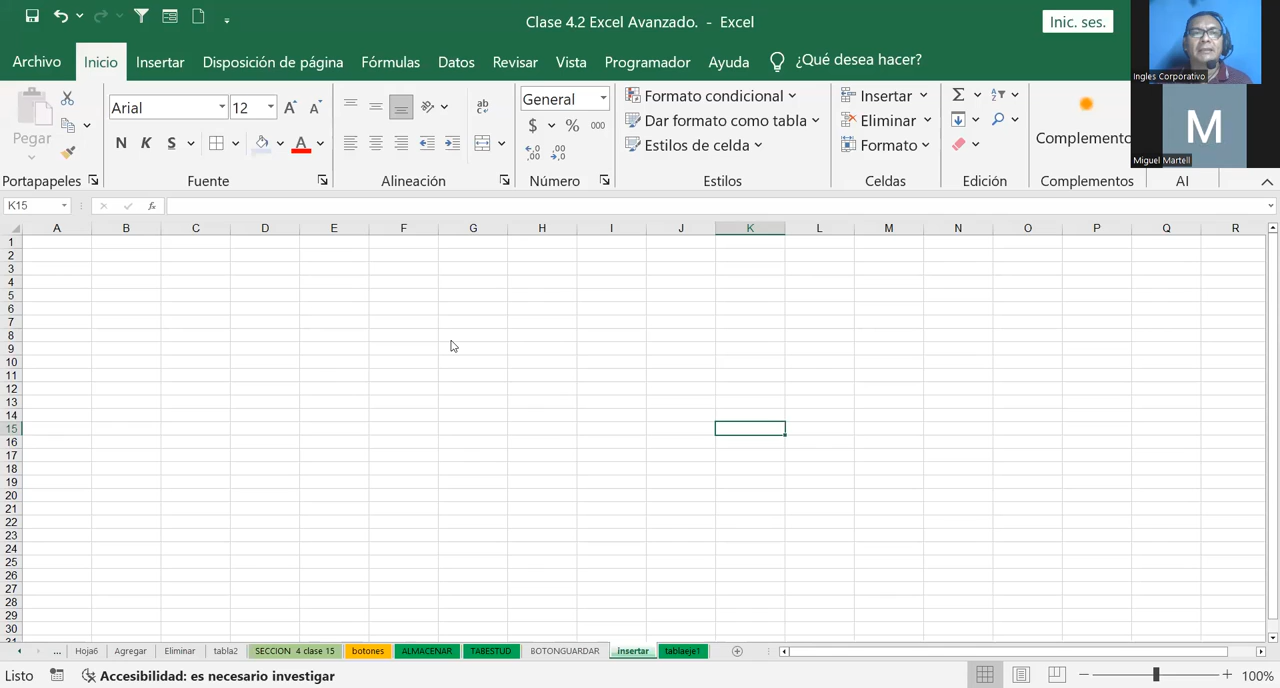 Clase 4.2 Excel Avanzado. - Excel
Inic. ses.
Archivo Inicio Insertar Disposición de página Fórmulas Datos Revisar Vista Programador Ayuda ¿Qué desea hacer?
Ingles Corporativo
M
Miguel Martell
Pegar
Portapapeles
Arial 12
N K S A
Fuente
ab
Alineación
General
$ % 000
Número
Formato condicional
Dar formato como tabla
Estilos de celda
Estilos
Insertar
Eliminar
Formato
Celdas
Edición
Complemento
Complementos
AI
K15
fx
A B C D E F G H I J K L M N O P Q R
1
2
3
4
5
6
7
8
9
10
11
12
13
14
15
16
17
18
19
20
21
22
23
24
25
26
27
28
29
30
31
... Hoja6 Agregar Eliminar tabla2 SECCION 4 clase 15 botones ALMACENAR TABESTUD BOTONGUARDAR insertar tablaeje1
Listo Accesibilidad: es necesario investigar 100%